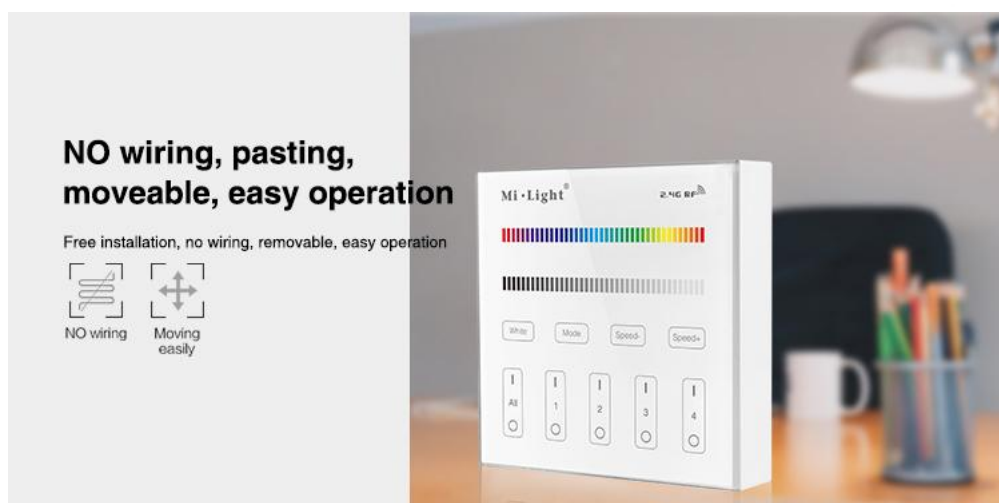 NO wiring, pasting,
moveable, easy operation
Free installation, no wiring, removable, easy operation
NO wiring
Moving
easily
Mi·Light®
2.4G RF
White
Mode
Speed-
Speed+
All
1
2
3
4